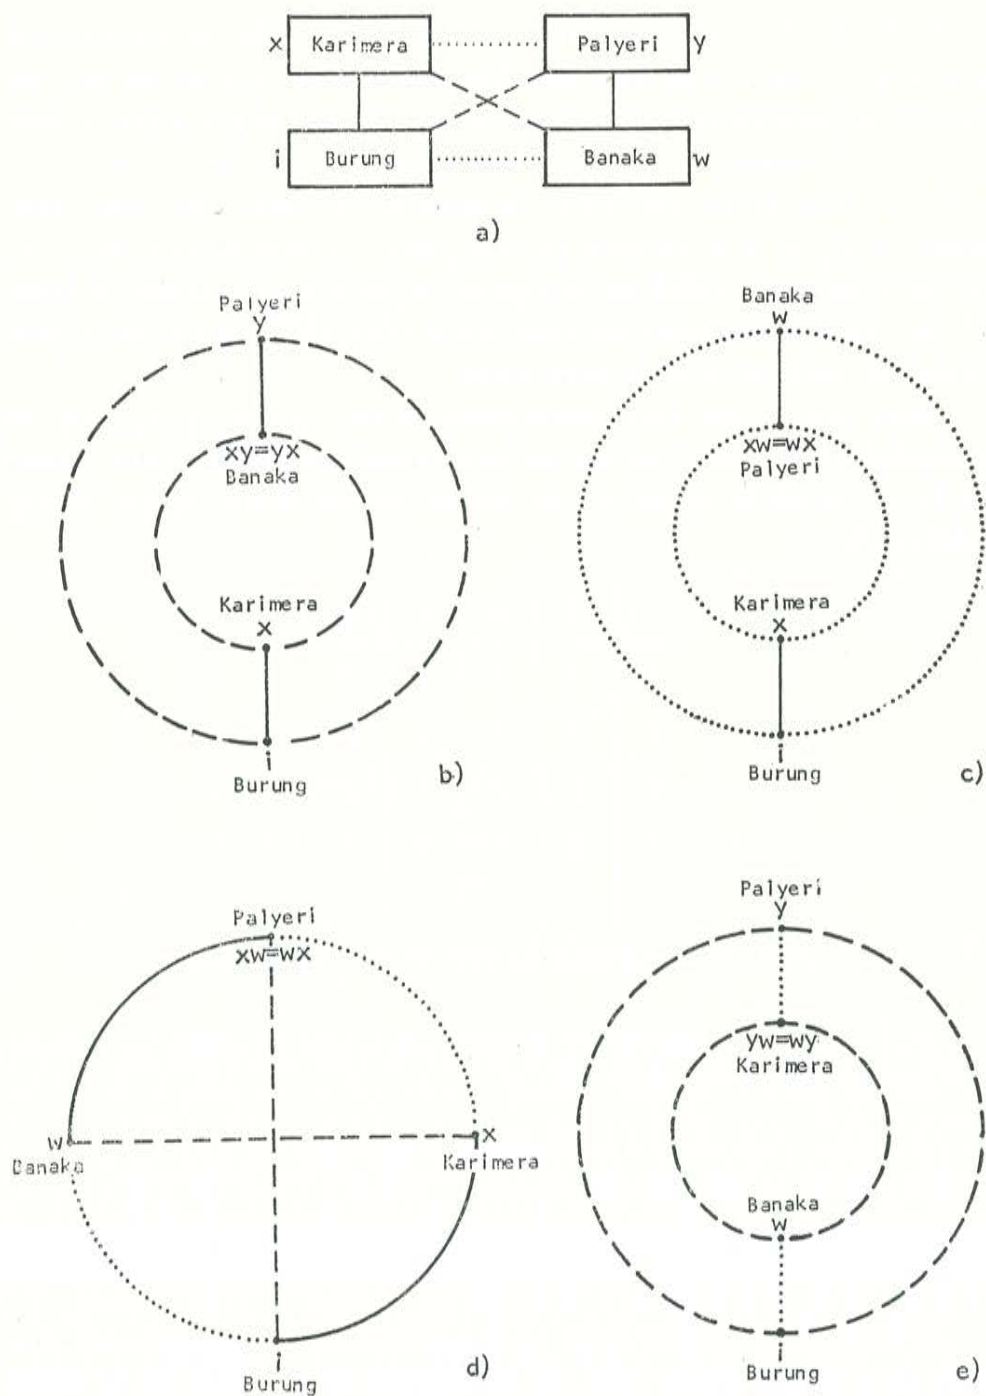 x Karimera Palyeri y
i Burung Banaka w
a)
Palyeri
y
xy=yx
Banaka
Karimera
x
i
Burung
b)
Banaka
w
xw=wx
Palyeri
Karimera
x
i
Burung
c)
Palyeri
xw=wx
w
Banaka
x
Karimera
i
Burung
d)
Palyeri
y
yw=wy
Karimera
Banaka
w
i
Burung
e)